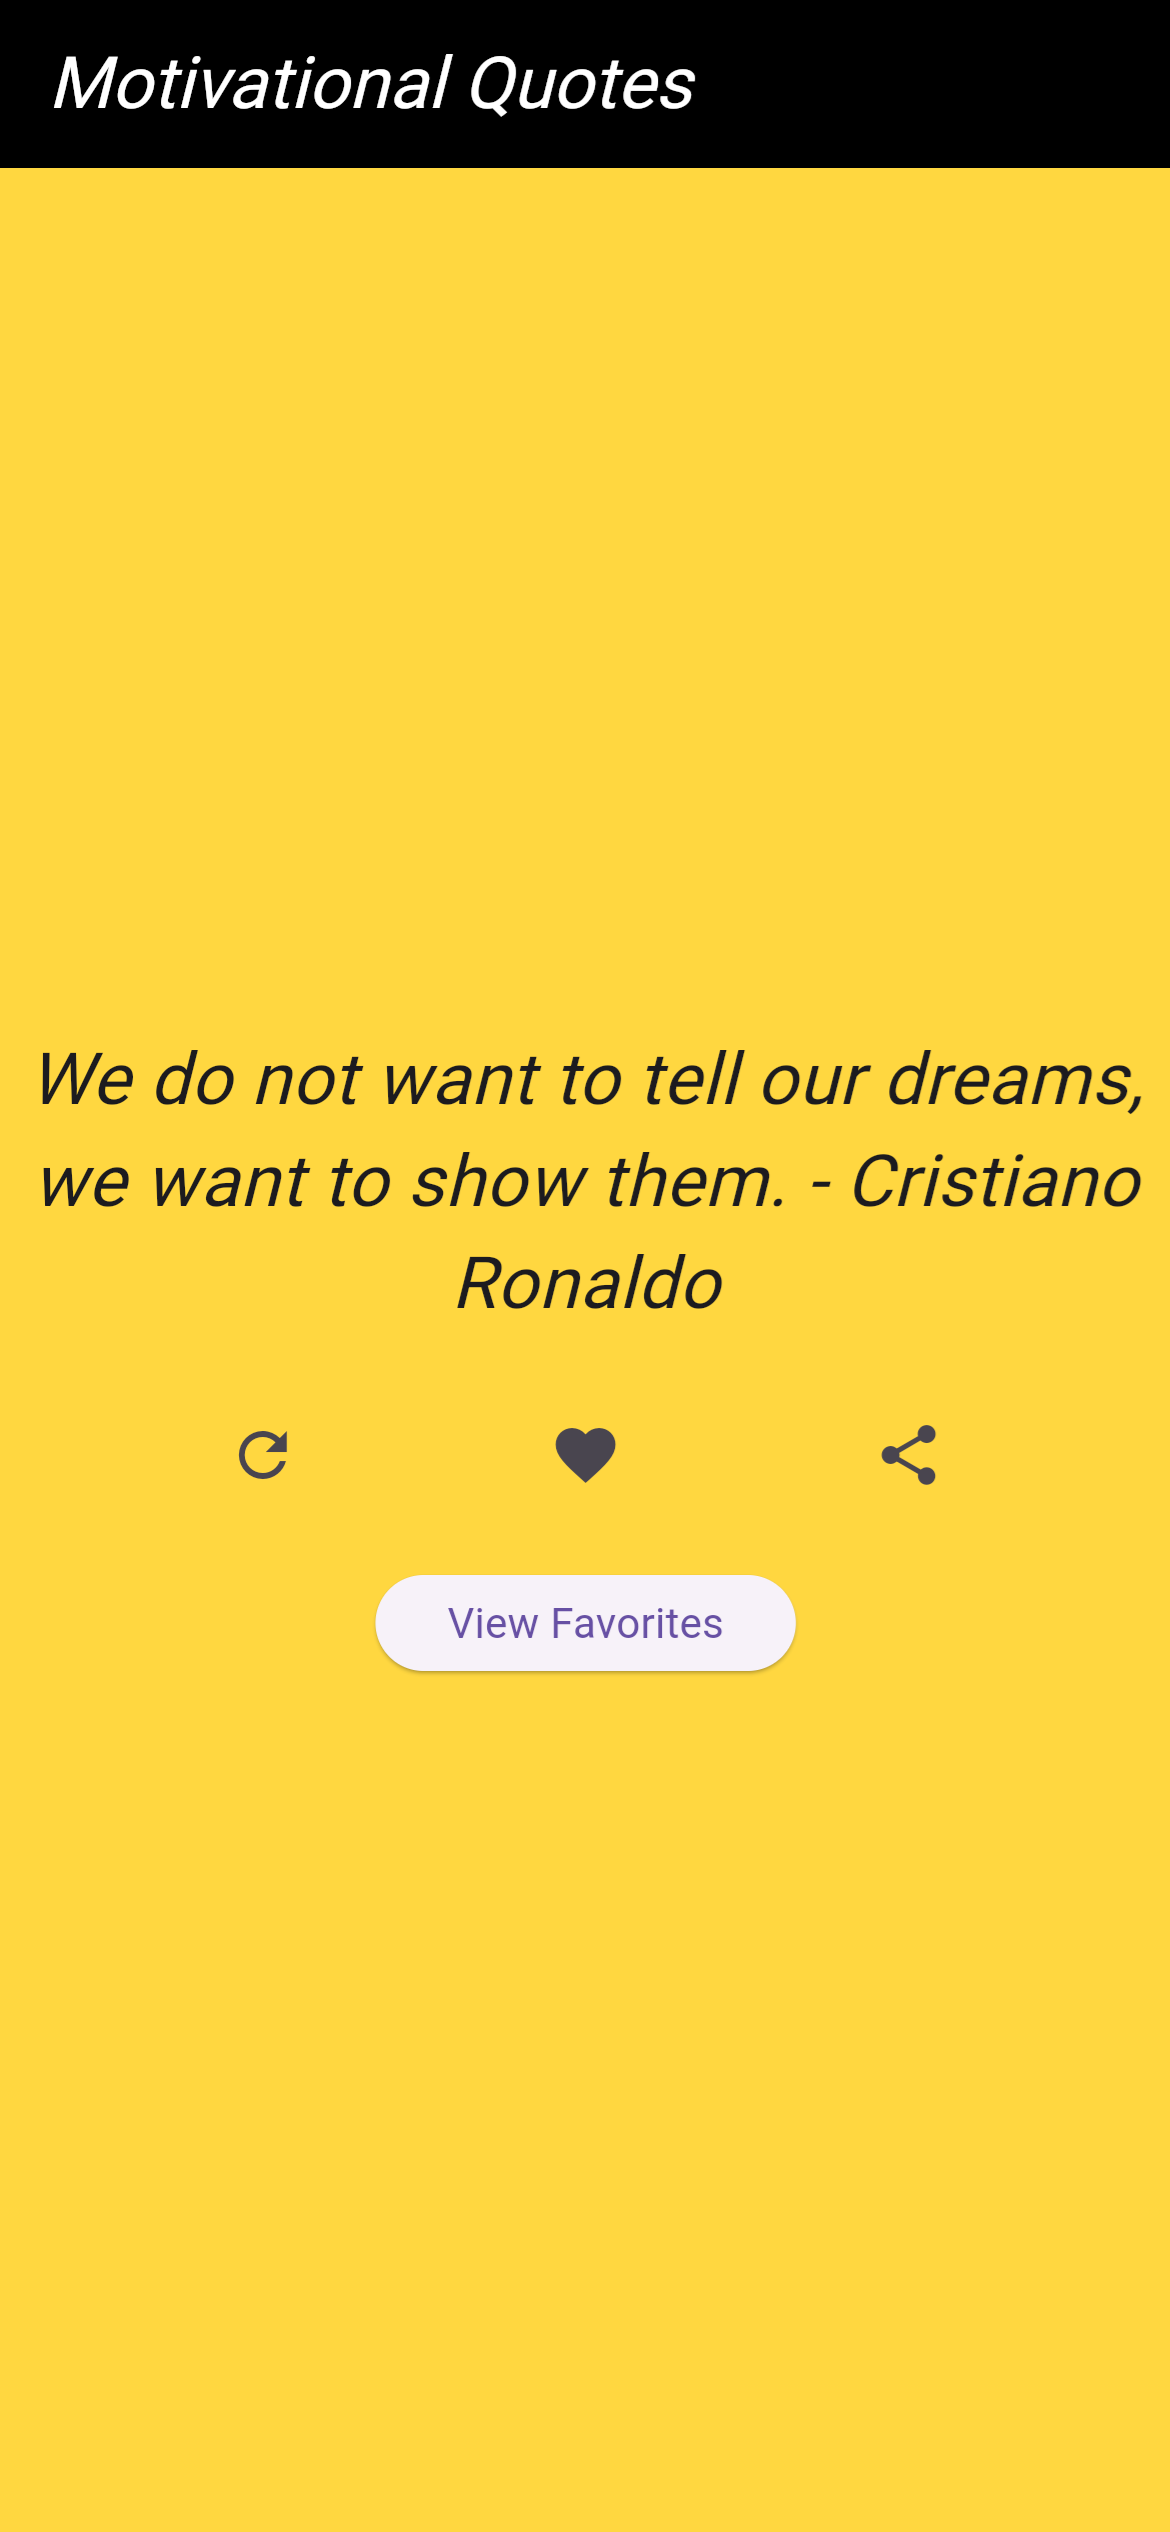 Motivational Quotes
We do not want to tell our dreams,
we want to show them. - Cristiano
Ronaldo
View Favorites